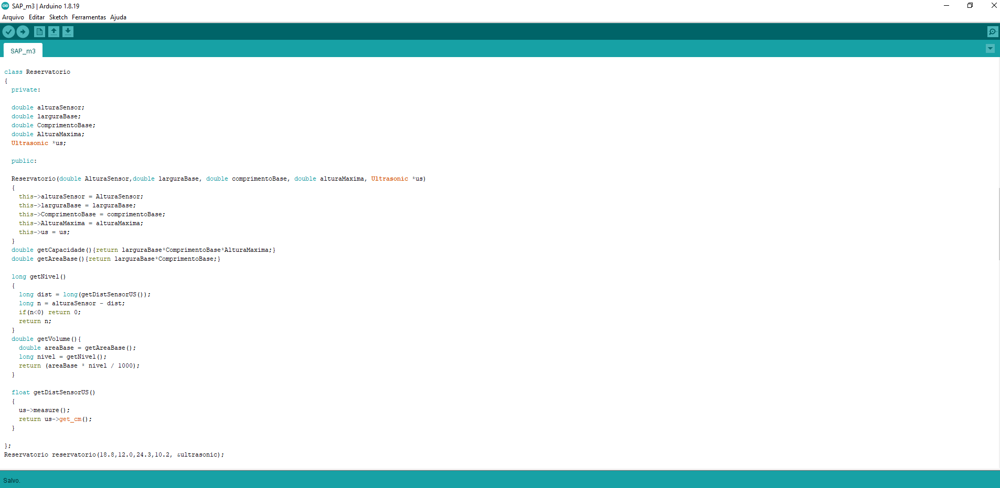 SAP_m3 | Arduino 1.8.19
Arquivo Editar Sketch Ferramentas Ajuda
SAP_m3
class Reservatorio
{
  private:
  double alturaSensor;
  double larguraBase;
  double ComprimentoBase;
  double AlturaMaxima;
  Ultrasonic *us;
  public:
  Reservatorio(double AlturaSensor,double larguraBase, double comprimentoBase, double alturaMaxima, Ultrasonic *us)
  {
    this->alturaSensor = AlturaSensor;
    this->larguraBase = larguraBase;
    this->ComprimentoBase = comprimentoBase;
    this->AlturaMaxima = alturaMaxima;
    this->us = us;
  }
  double getCapacidade(){return larguraBase*ComprimentoBase*AlturaMaxima;}
  double getAreaBase(){return larguraBase*ComprimentoBase;}
  long getNivel()
  {
    long dist = long(getDistSensorUS());
    long n = alturaSensor - dist;
    if(n<0) return 0;
    return n;
  }
  double getVolume(){
    double areaBase = getAreaBase();
    long nivel = getNivel();
    return (areaBase * nivel / 1000);
  }
  float getDistSensorUS()
  {
    us->measure();
    return us->get_cm();
  }
};
Reservatorio reservatorio(18.8,12.0,24.3,10.2, &ultrasonic);
Salvo.